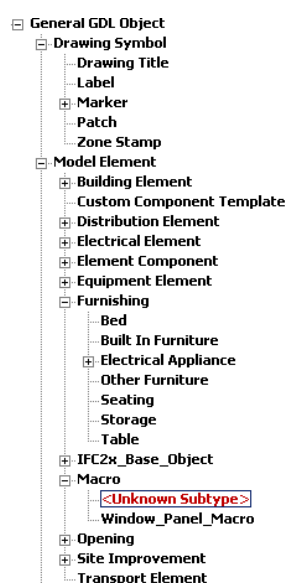 General GDL Object
Drawing Symbol
Drawing Title
Label
Marker
Patch
Zone Stamp
Model Element
Building Element
Custom Component Template
Distribution Element
Electrical Element
Element Component
Equipment Element
Furnishing
Bed
Built In Furniture
Electrical Appliance
Other Furniture
Seating
Storage
Table
IFC2x_Base_Object
Macro
<Unknown Subtype>
Window_Panel_Macro
Opening
Site Improvement
Transport Element